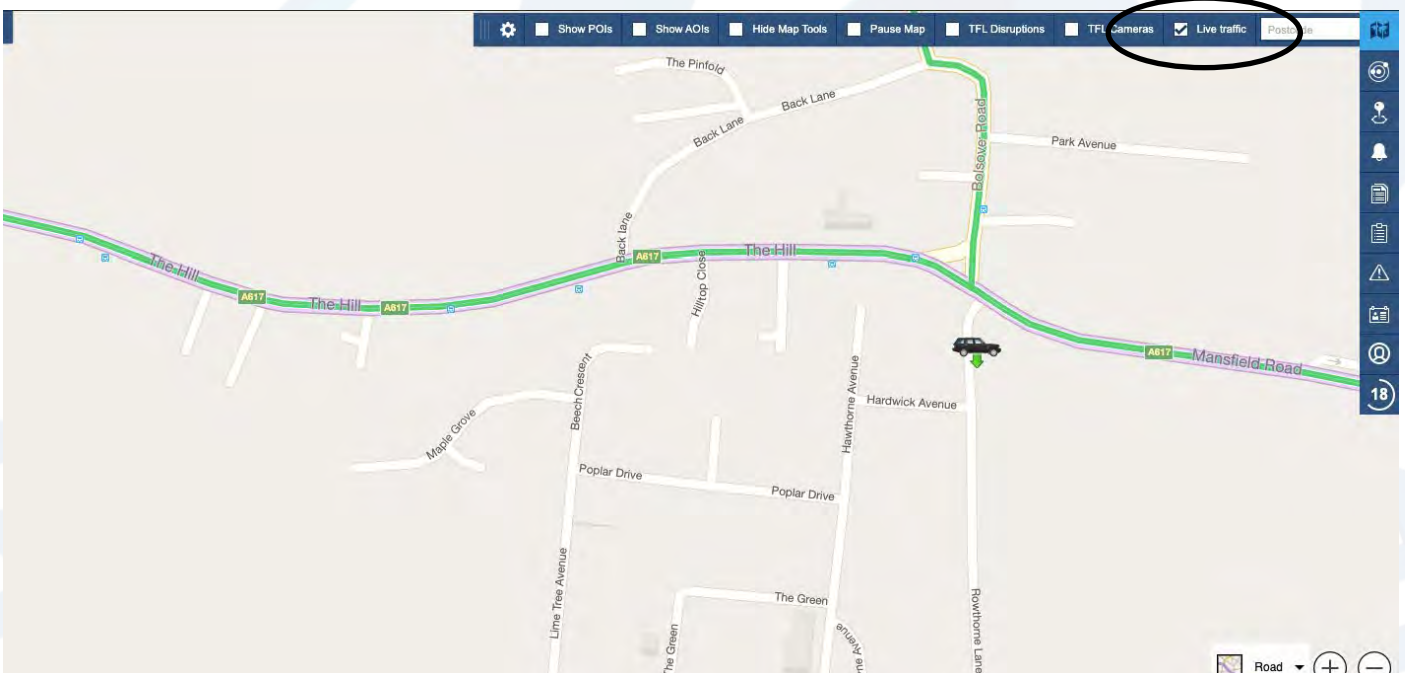 Show POIs Show AOIs Hide Map Tools Pause Map TFL Disruptions TFL Cameras Live traffic Postcode
The Pinfold
Back Lane
Back Lane
Bolsover Road
Park Avenue
Back lane
The Hill
A617
The Hill
A617
The Hill
A617
Hilltop Close
A617
Mansfield Road
18
Beech Crescent
Hawthorne Avenue
Hardwick Avenue
Maple Grove
Poplar Drive
Poplar Drive
Lime Tree Avenue
The Green
Rowthorne Lane
The Green
ne Avenue
Road